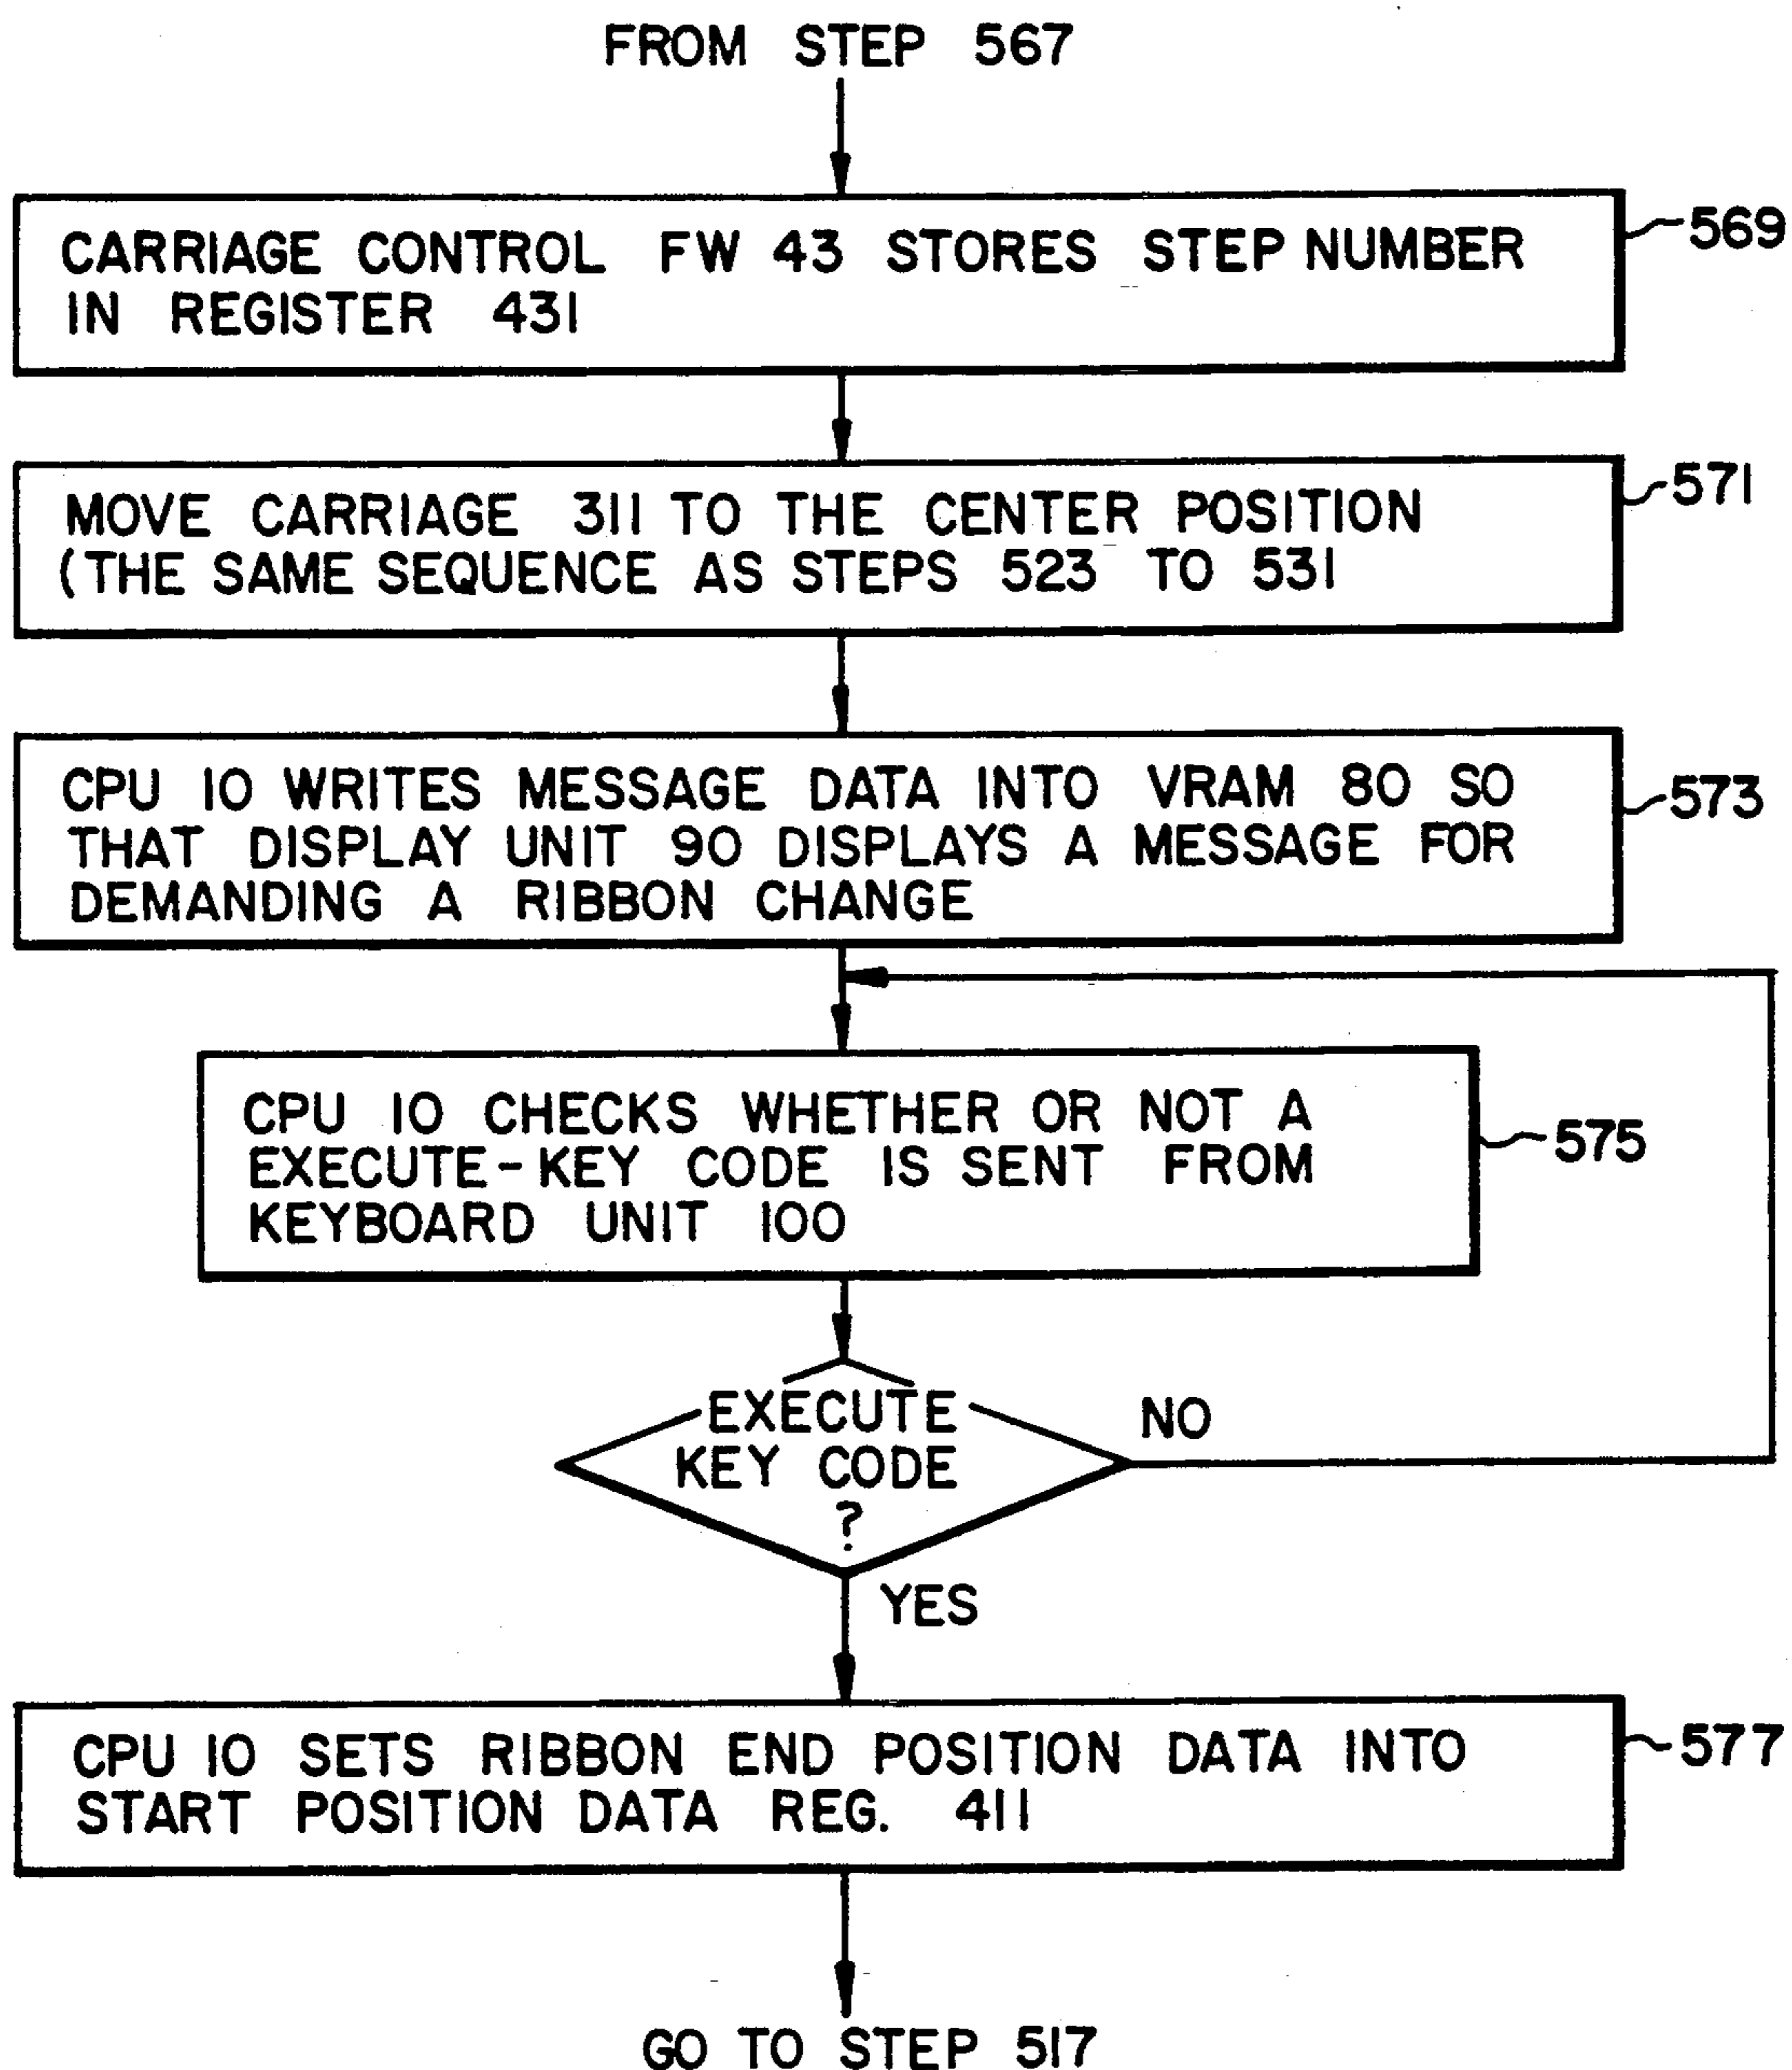 FROM STEP 567
CARRIAGE CONTROL FW 43 STORES STEP NUMBER
IN REGISTER 431
569
MOVE CARRIAGE 311 TO THE CENTER POSITION
(THE SAME SEQUENCE AS STEPS 523 TO 531
571
CPU 10 WRITES MESSAGE DATA INTO VRAM 80 SO
THAT DISPLAY UNIT 90 DISPLAYS A MESSAGE FOR
DEMANDING A RIBBON CHANGE
573
CPU 10 CHECKS WHETHER OR NOT A
EXECUTE-KEY CODE IS SENT FROM
KEYBOARD UNIT 100
575
EXECUTE
KEY CODE
?
NO
YES
CPU 10 SETS RIBBON END POSITION DATA INTO
START POSITION DATA REG. 411
577
GO TO STEP 517